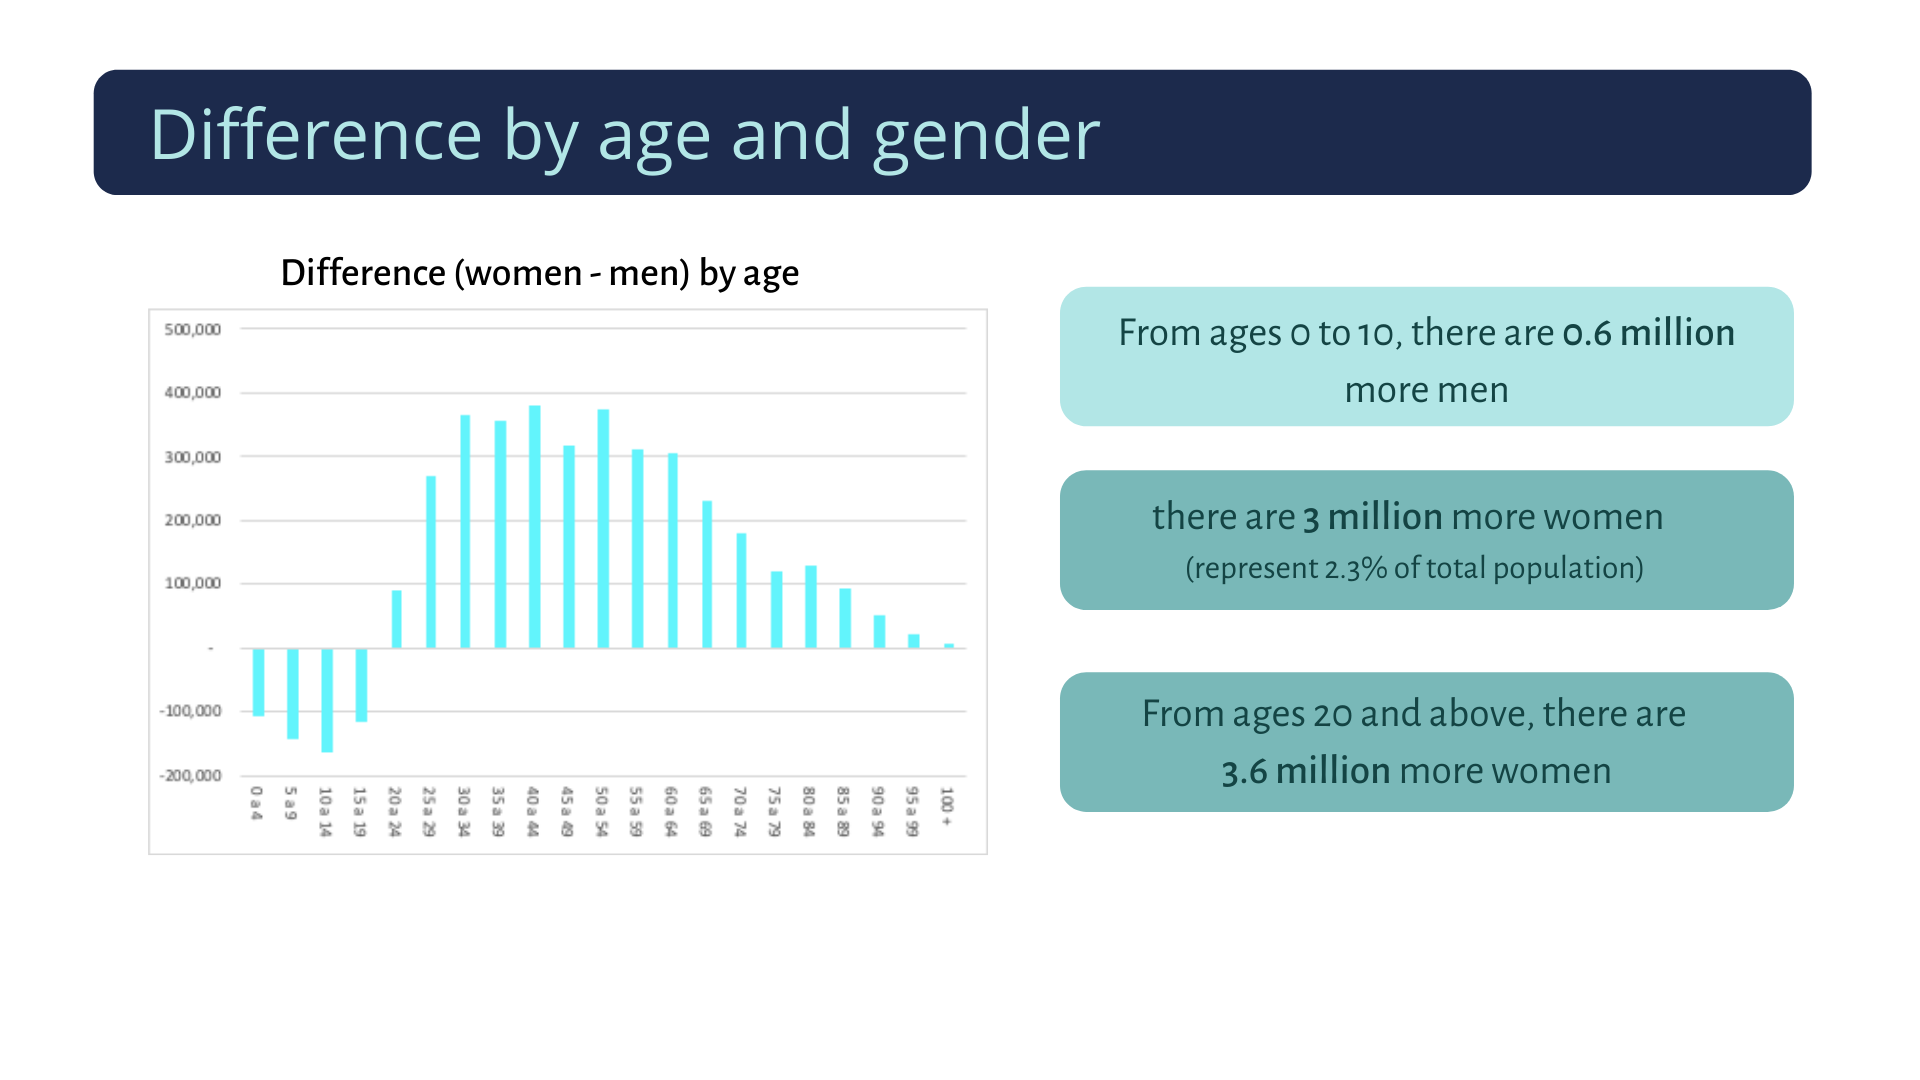 Difference by age and gender
Difference (women - men) by age
500,000
400,000
300,000
200,000
100,000
-
-100,000
-200,000
0 a 4
5 a 9
10 a 14
15 a 19
20 a 24
25 a 29
30 a 34
35 a 39
40 a 44
45 a 49
50 a 54
55 a 59
60 a 64
65 a 69
70 a 74
75 a 79
80 a 84
85 a 89
90 a 94
95 a 99
100 +
From ages 0 to 10, there are 0.6 million
more men
there are 3 million more women
(represent 2.3% of total population)
From ages 20 and above, there are
3.6 million more women